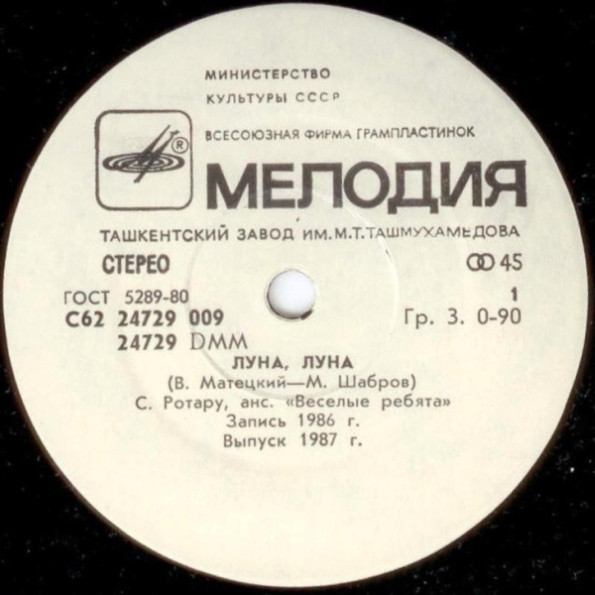 МИНИСТЕРСТВО
КУЛЬТУРЫ СССР
ВСЕСОЮЗНАЯ ФИРМА ГРАМПЛАСТИНОК
®
МЕЛОДИЯ
ТАШКЕНТСКИЙ ЗАВОД ИМ.М.Т.ТАШМУХАМЕДОВА
СТЕРЕО 45
ГОСТ 5289-80 1
С62 24729 009 Гр. 3. 0-90
24729 DMM
ЛУНА, ЛУНА
(В. Матецкий—М. Шабров)
С. Ротару, анс. «Веселые ребята»
Запись 1986 г.
Выпуск 1987 г.